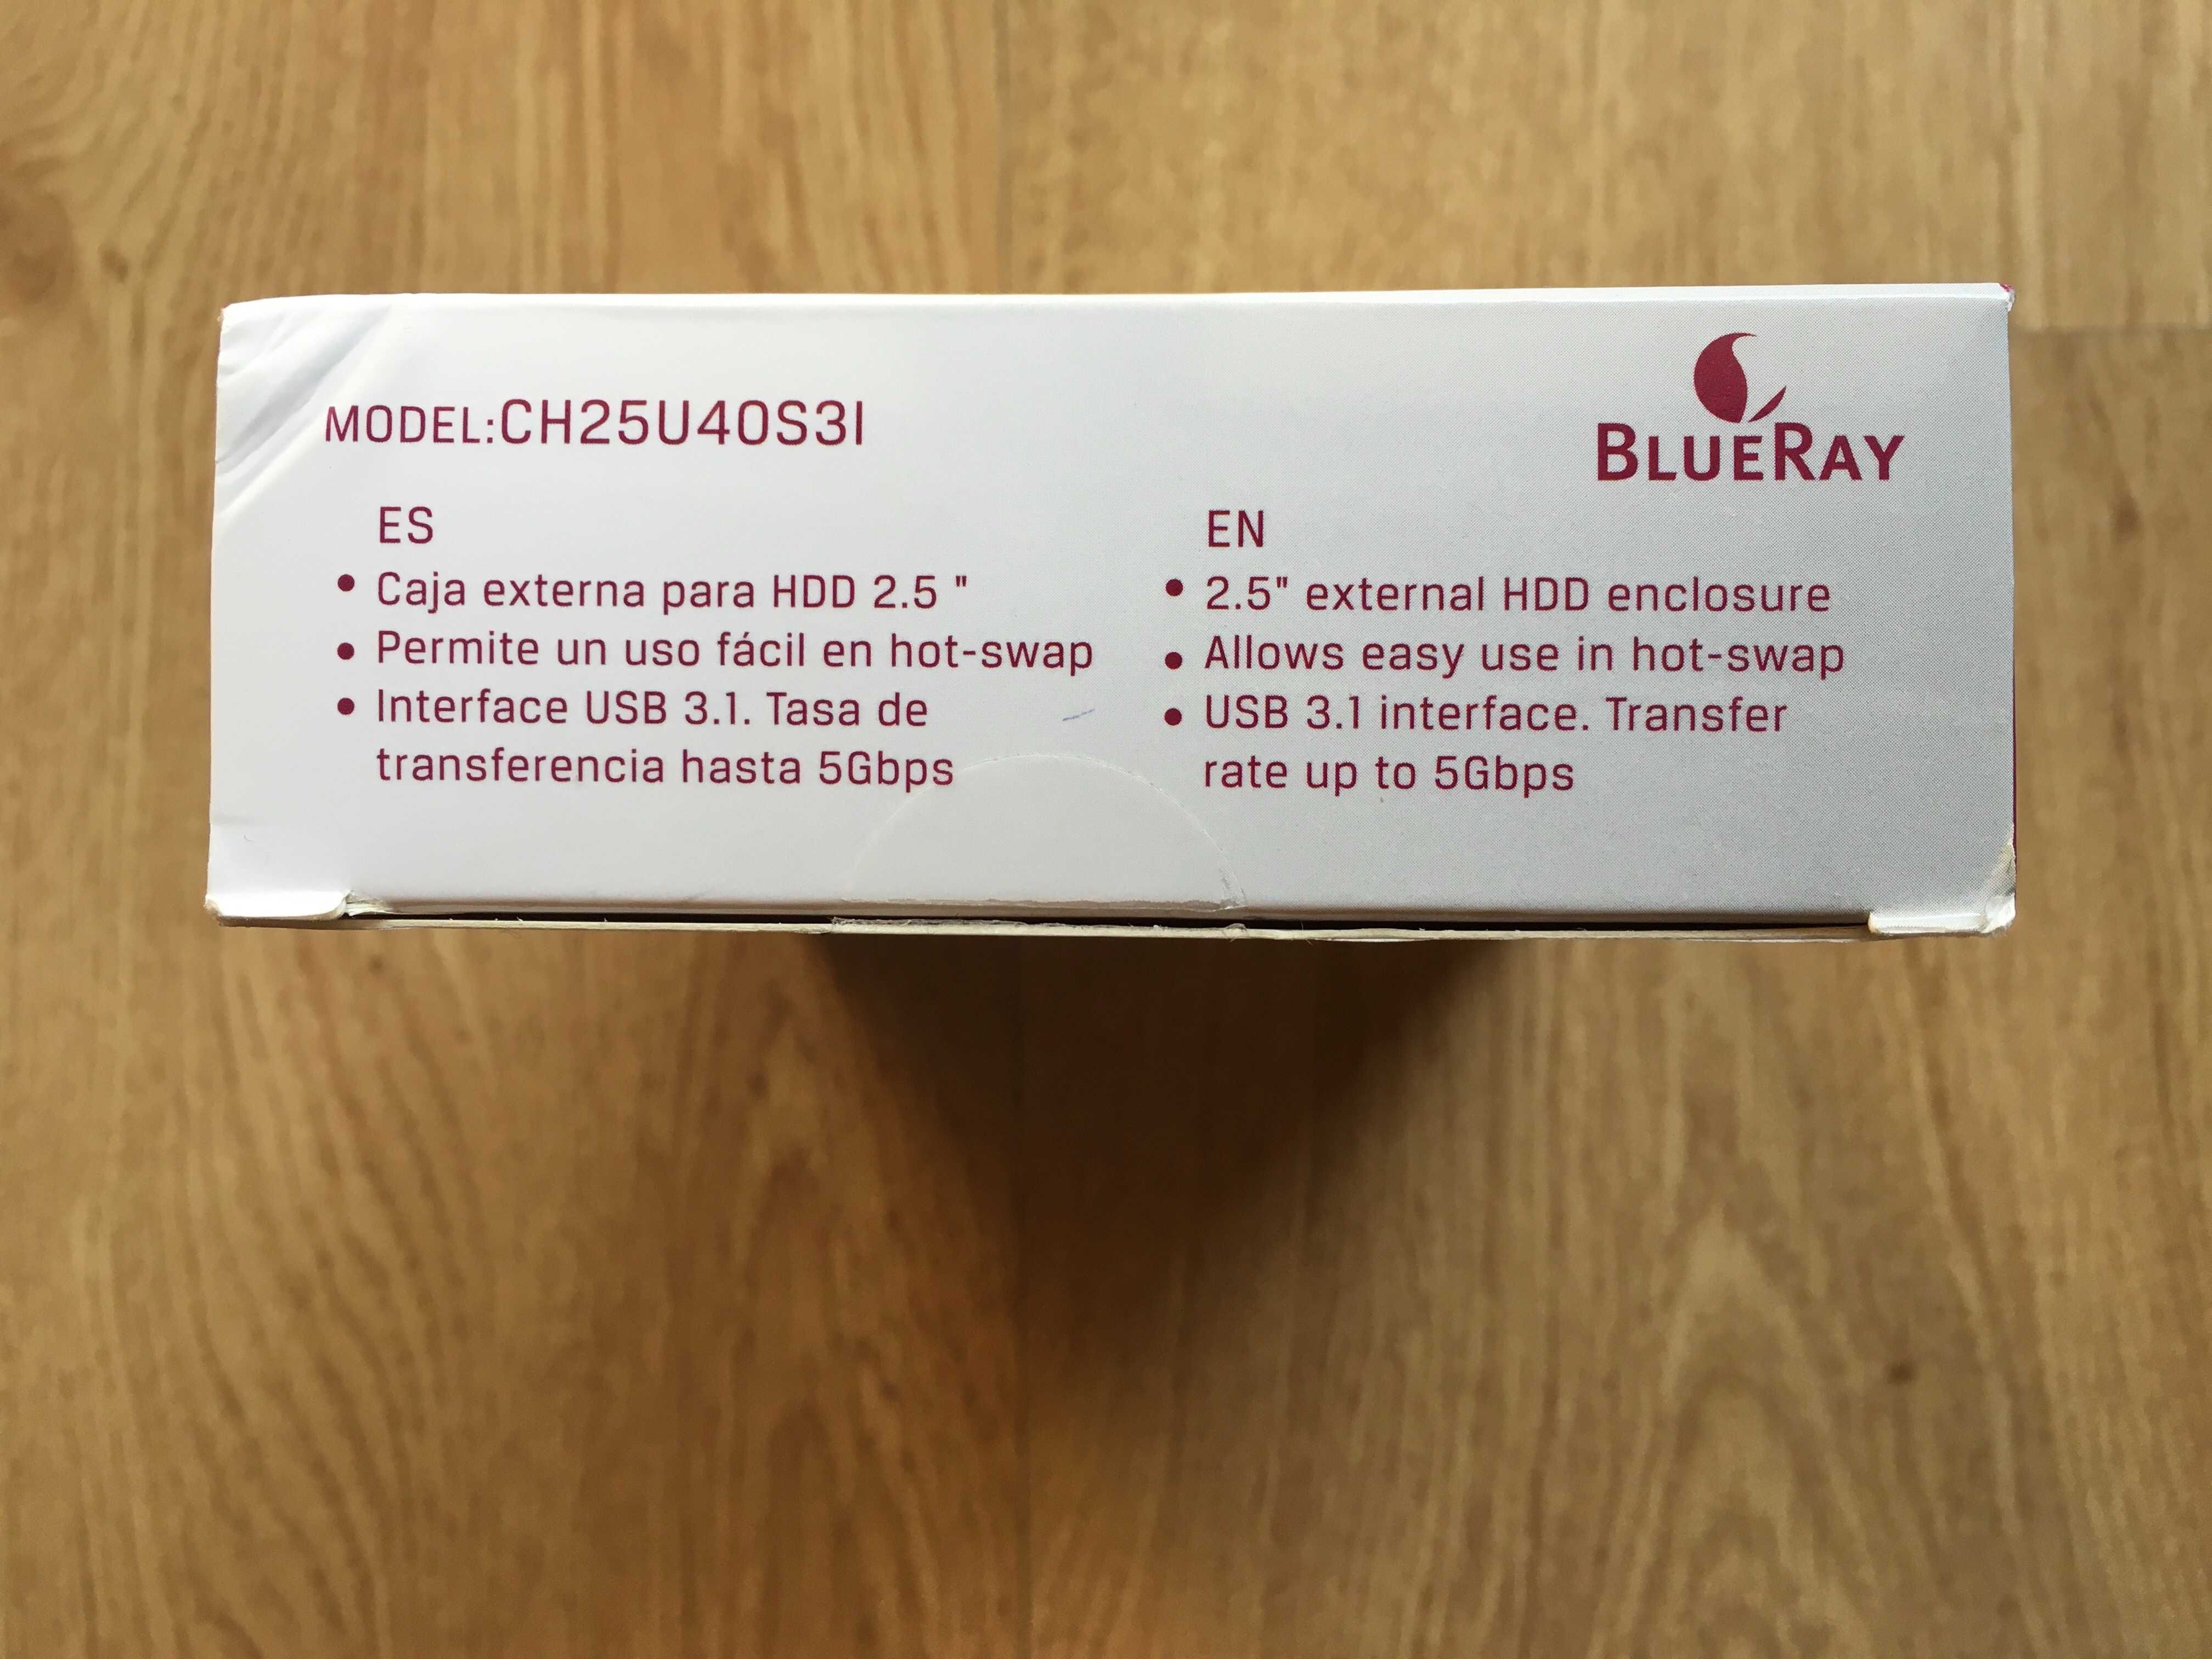 MODEL:CH25U40S3I
BLUERAY
ES
• Caja externa para HDD 2.5 "
• Permite un uso fácil en hot-swap
• Interface USB 3.1. Tasa de
transferencia hasta 5Gbps
EN
• 2.5" external HDD enclosure
• Allows easy use in hot-swap
• USB 3.1 interface. Transfer
rate up to 5Gbps